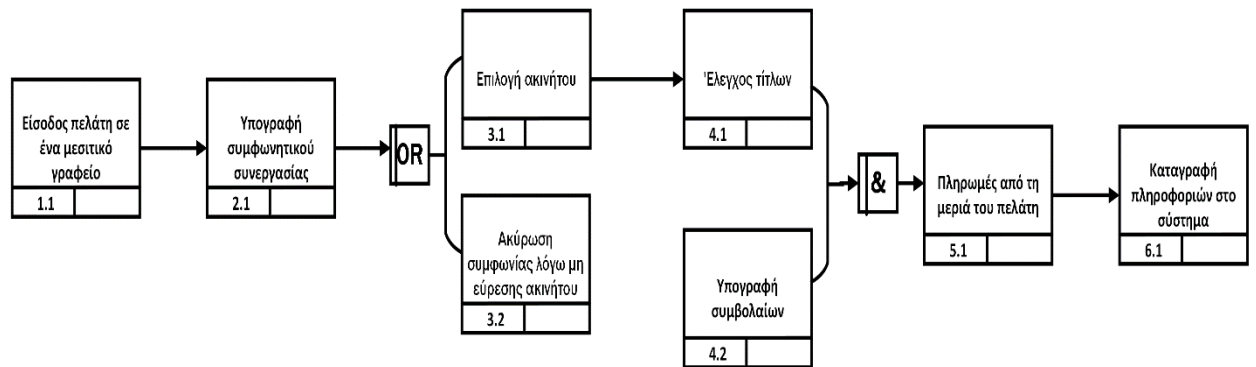 Είσοδος πελάτη σε
ένα μεσιτικό
γραφείο
1.1
Υπογραφή
συμφωνητικού
συνεργασίας
2.1
OR
Επιλογή ακινήτου
3.1
Ακύρωση
συμφωνίας λόγω μη
εύρεσης ακινήτου
3.2
Έλεγχος τίτλων
4.1
Υπογραφή
συμβολαίων
4.2
&
Πληρωμές από τη
μεριά του πελάτη
5.1
Καταγραφή
πληροφοριών στο
σύστημα
6.1